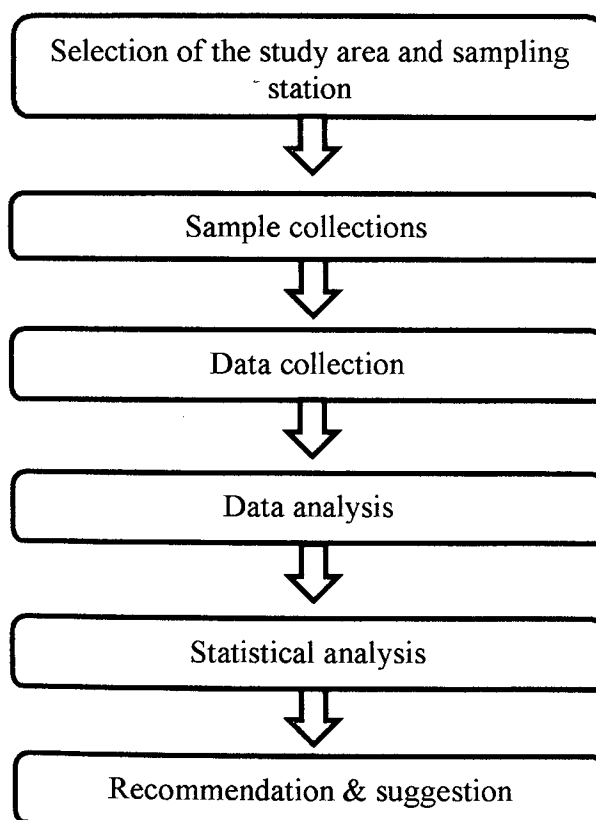 Selection of the study area and sampling
station
Sample collections
Data collection
Data analysis
Statistical analysis
Recommendation & suggestion